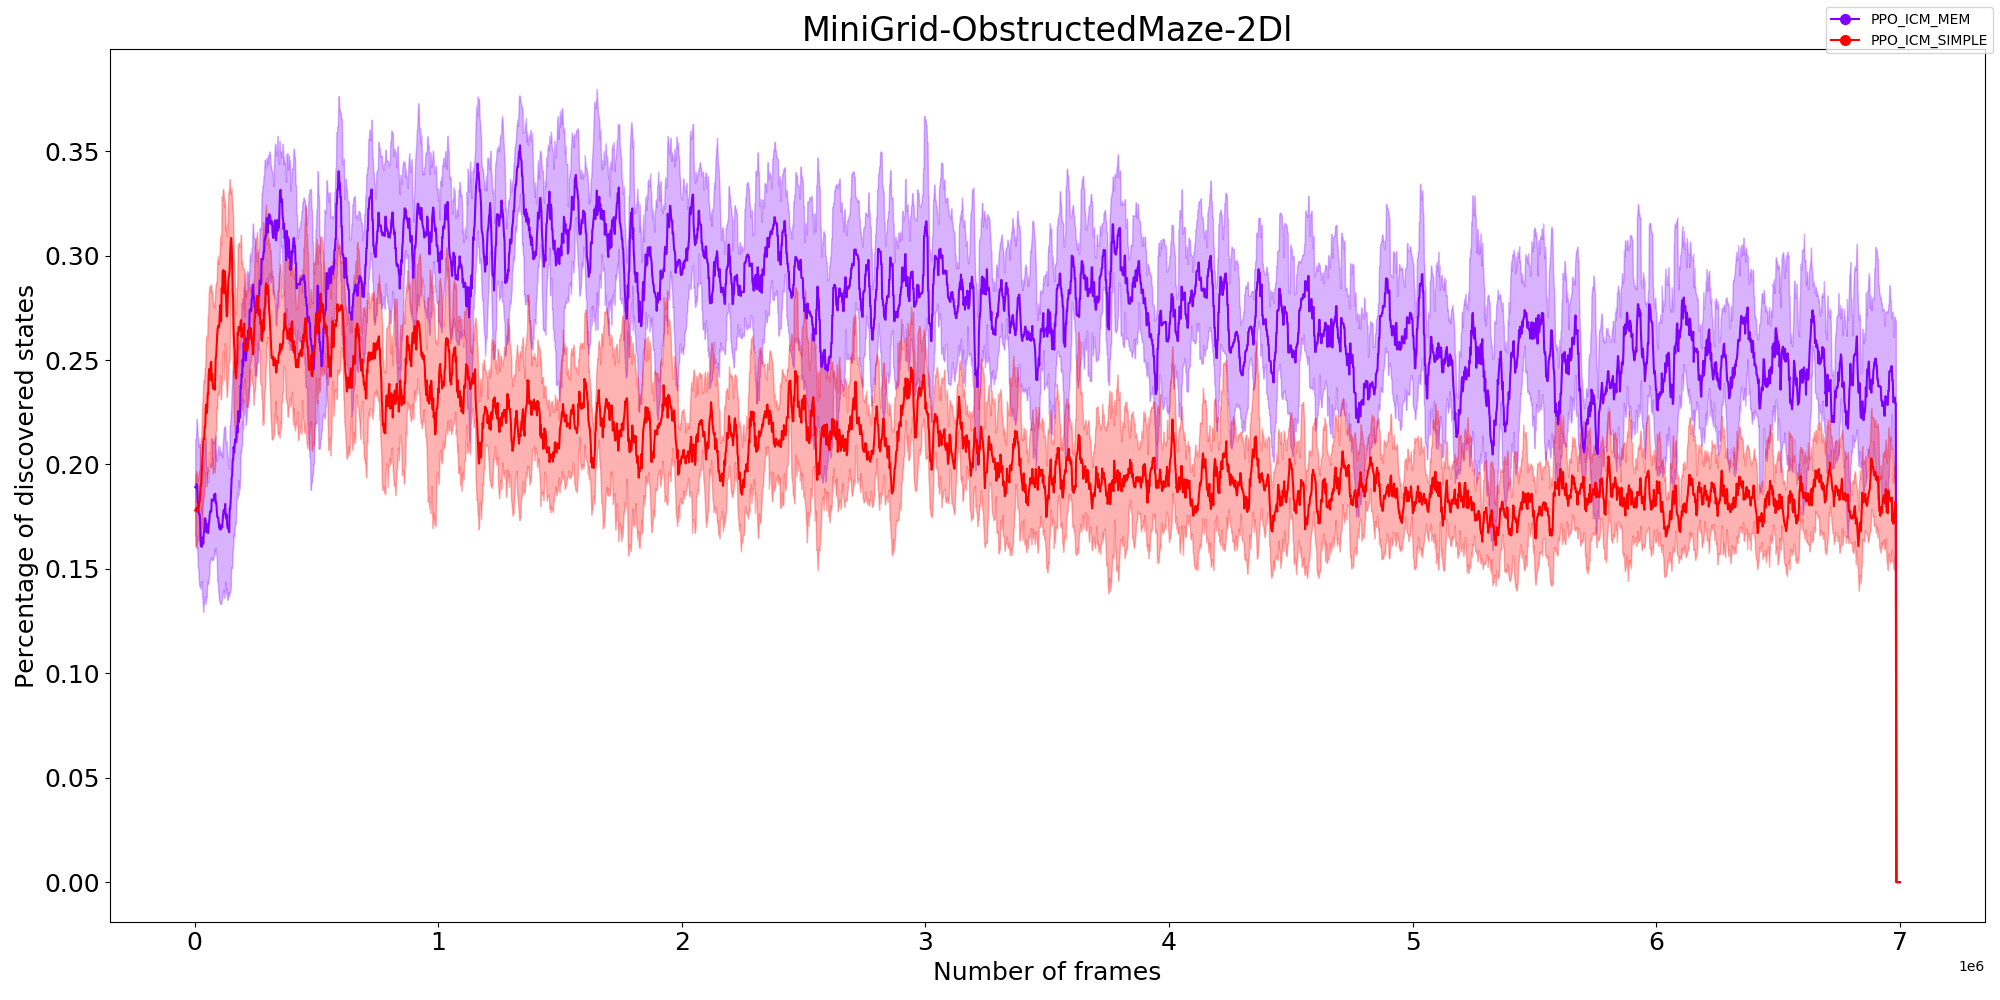 MiniGrid-ObstructedMaze-2Dl
PPO_ICM_MEM
PPO_ICM_SIMPLE
Percentage of discovered states
0.35
0.30
0.25
0.20
0.15
0.10
0.05
0.00
0 1 2 3 4 5 6 7
1e6
Number of frames